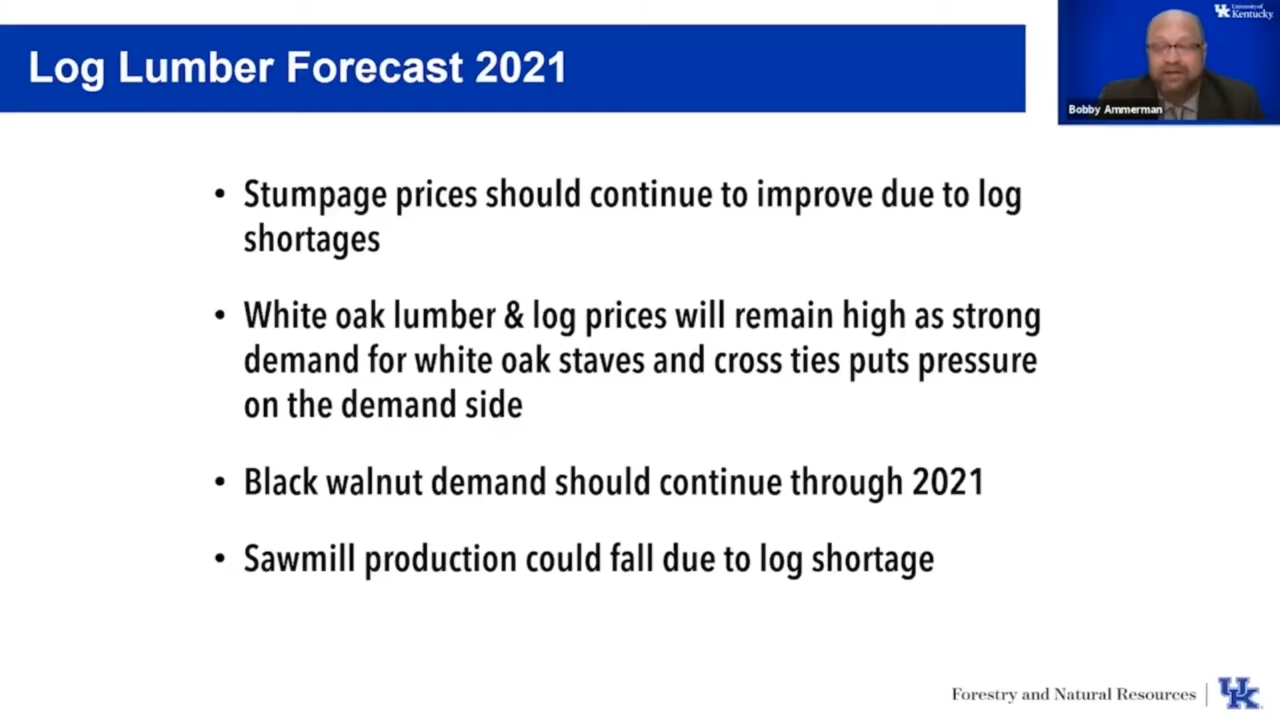 Log Lumber Forecast 2021
University of
Kentucky
Bobby Ammerman
• Stumpage prices should continue to improve due to log
shortages
• White oak lumber & log prices will remain high as strong
demand for white oak staves and cross ties puts pressure
on the demand side
• Black walnut demand should continue through 2021
• Sawmill production could fall due to log shortage
Forestry and Natural Resources
UK